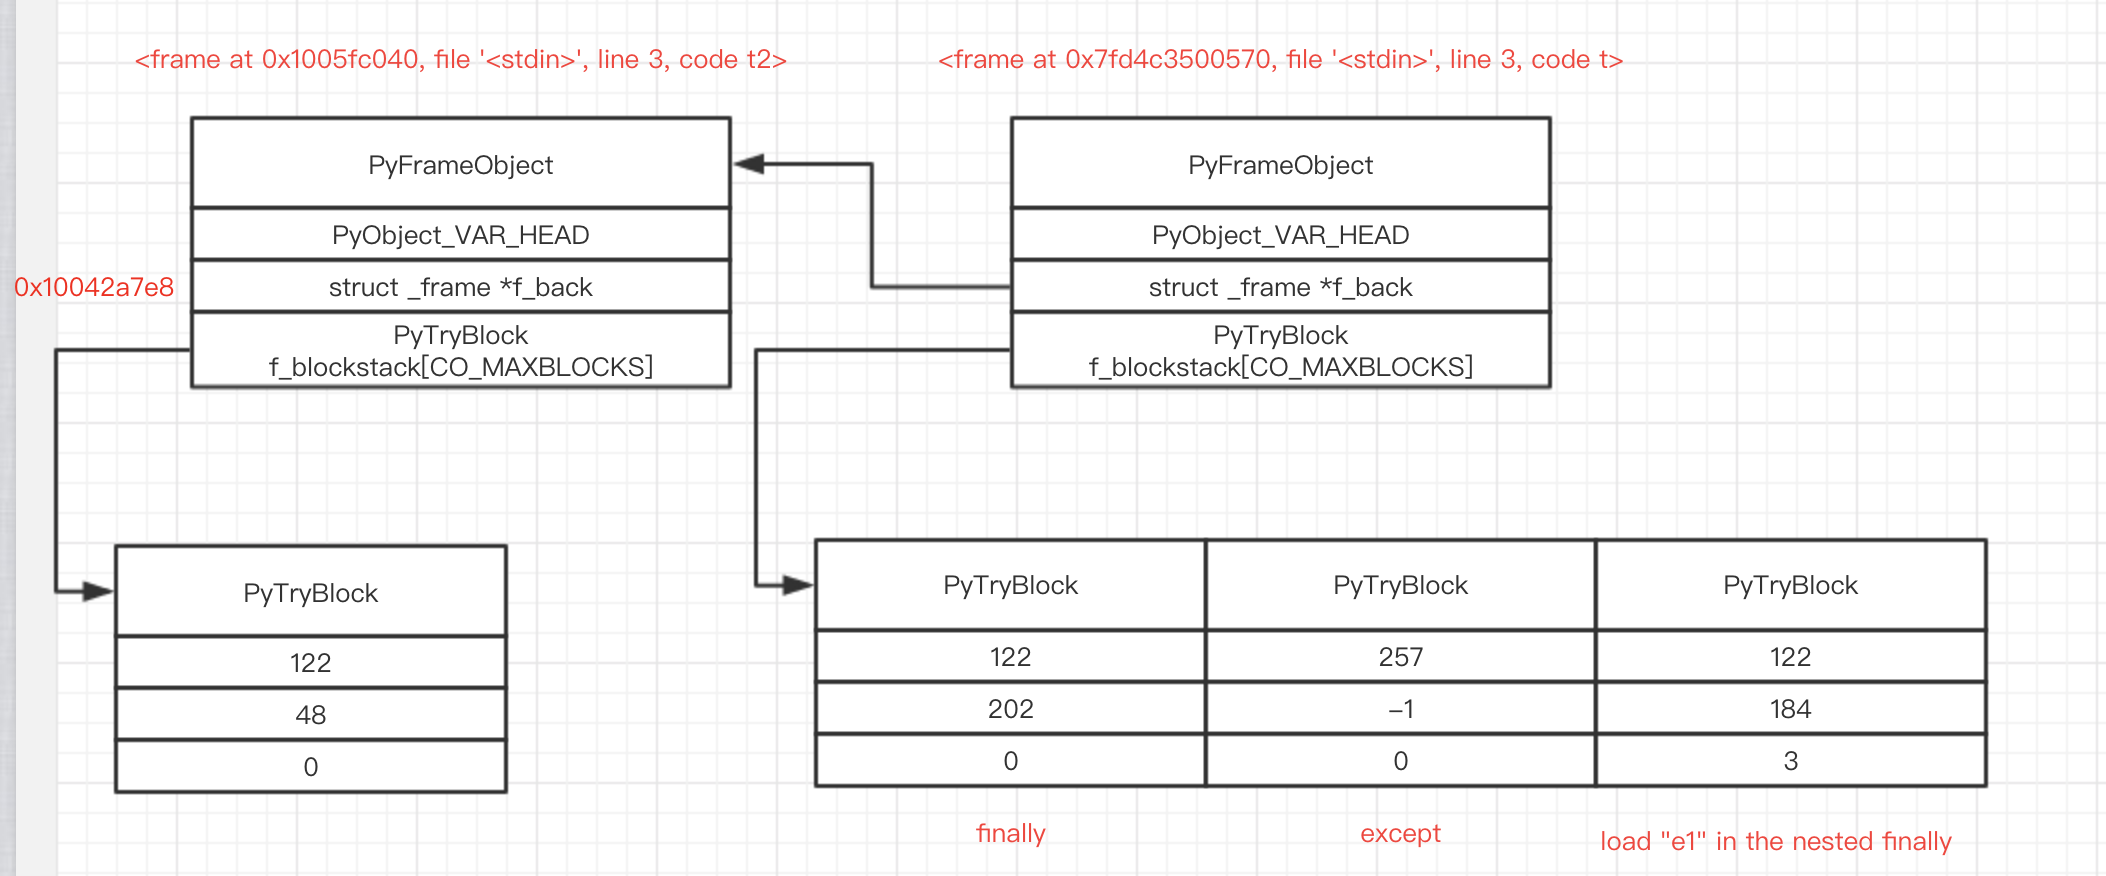 <frame at 0x1005fc040, file '<stdin>', line 3, code t2>
<frame at 0x7fd4c3500570, file '<stdin>', line 3, code t>
PyFrameObject
PyObject_VAR_HEAD
0x10042a7e8
struct _frame *f_back
PyTryBlock
f_blockstack[CO_MAXBLOCKS]
PyFrameObject
PyObject_VAR_HEAD
struct _frame *f_back
PyTryBlock
f_blockstack[CO_MAXBLOCKS]
PyTryBlock
122
48
0
PyTryBlock PyTryBlock PyTryBlock
122 257 122
202 −1 184
0 0 3
finally except load "e1" in the nested finally